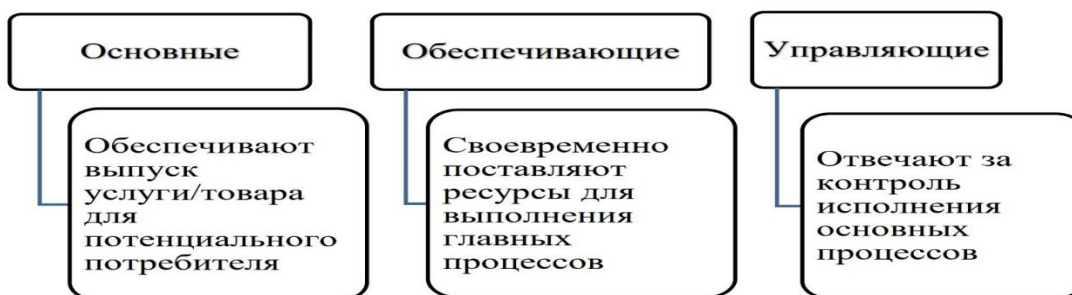 Основные
Обеспечивают
выпуск
услуги/товара
для
потенциального
потребителя
Обеспечивающие
Своевременно
поставляют
ресурсы для
выполнения
главных
процессов
Управляющие
Отвечают за
контроль
исполнения
основных
процессов